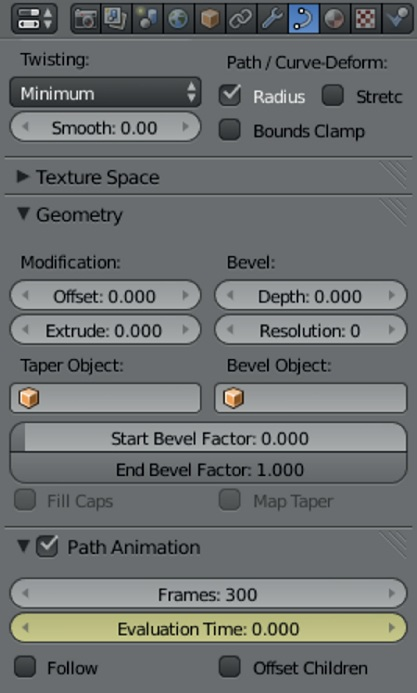 Twisting:
Path / Curve-Deform:
Minimum
Radius
Stretc
Smooth: 0.00
Bounds Clamp
Texture Space
Geometry
Modification:
Bevel:
Offset: 0.000
Depth: 0.000
Extrude: 0.000
Resolution: 0
Taper Object:
Bevel Object:
Start Bevel Factor: 0.000
End Bevel Factor: 1.000
Fill Caps
Map Taper
Path Animation
Frames: 300
Evaluation Time: 0.000
Follow
Offset Children